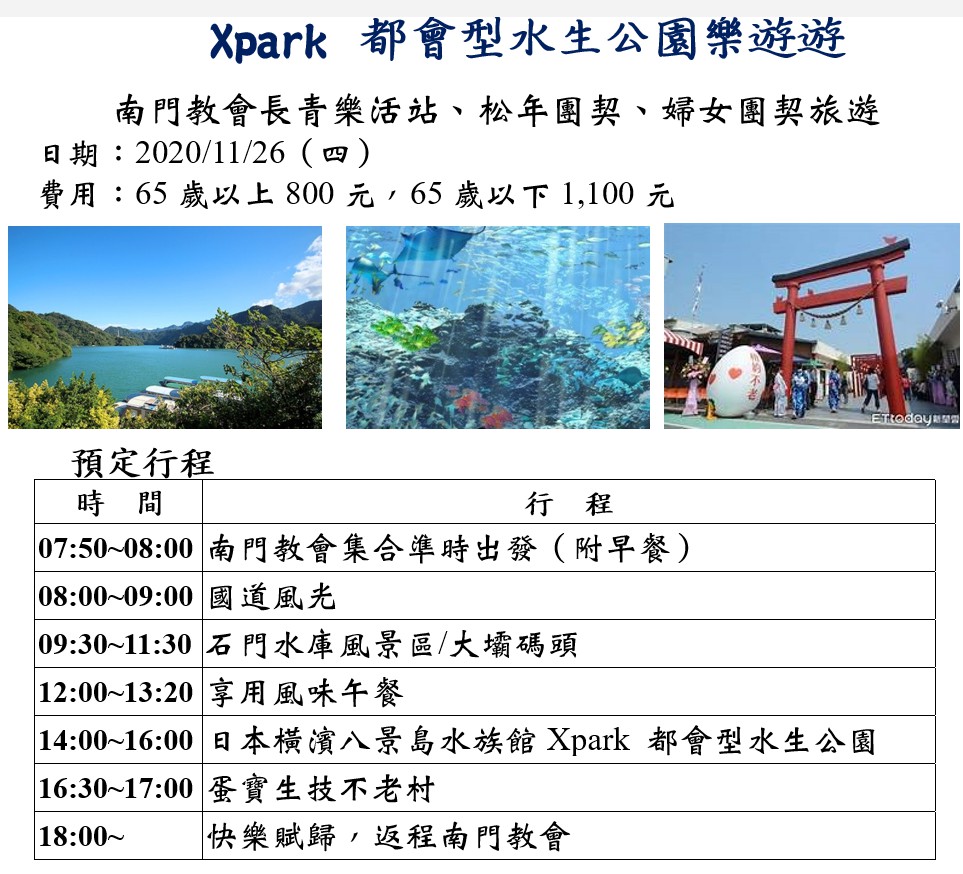 Xpark 都會型水生公園樂遊遊
南門教會長青樂活站、松年團契、婦女團契旅遊
日期：2020/11/26（四）
費用：65 歲以上 800 元，65 歲以下 1,100 元
ETtoday新聞雲
預定行程
時 間 行 程
07:50~08:00 南門教會集合準時出發（附早餐）
08:00~09:00 國道風光
09:30~11:30 石門水庫風景區/大壩碼頭
12:00~13:20 享用風味午餐
14:00~16:00 日本橫濱八景島水族館 Xpark 都會型水生公園
16:30~17:00 蛋寶生技不老村
18:00~ 快樂賦歸，返程南門教會